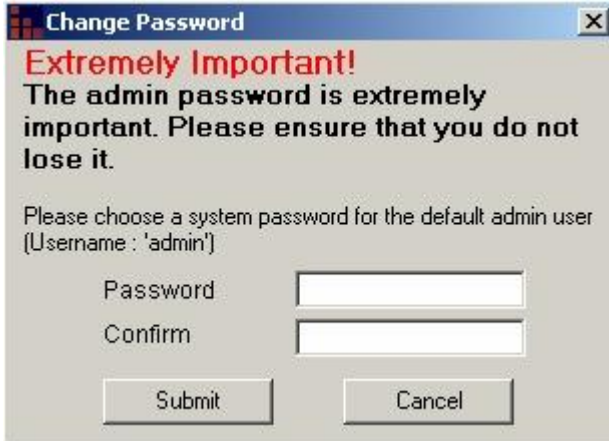 Change Password
Extremely Important!
The admin password is extremely
important. Please ensure that you do not
lose it.
Please choose a system password for the default admin user
(Username : 'admin')
Password
Confirm
Submit
Cancel